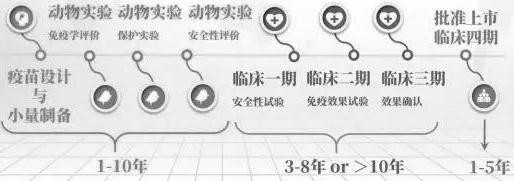 动物实验 动物实验 动物实验
免疫学评价 保护实验 安全性评价
批准上市
临床四期
疫苗设计
与
小量制备
临床一期 临床二期 临床三期
安全性试验 免疫效果试验 效果确认
1-10年 3-8年 or ＞10年 1-5年